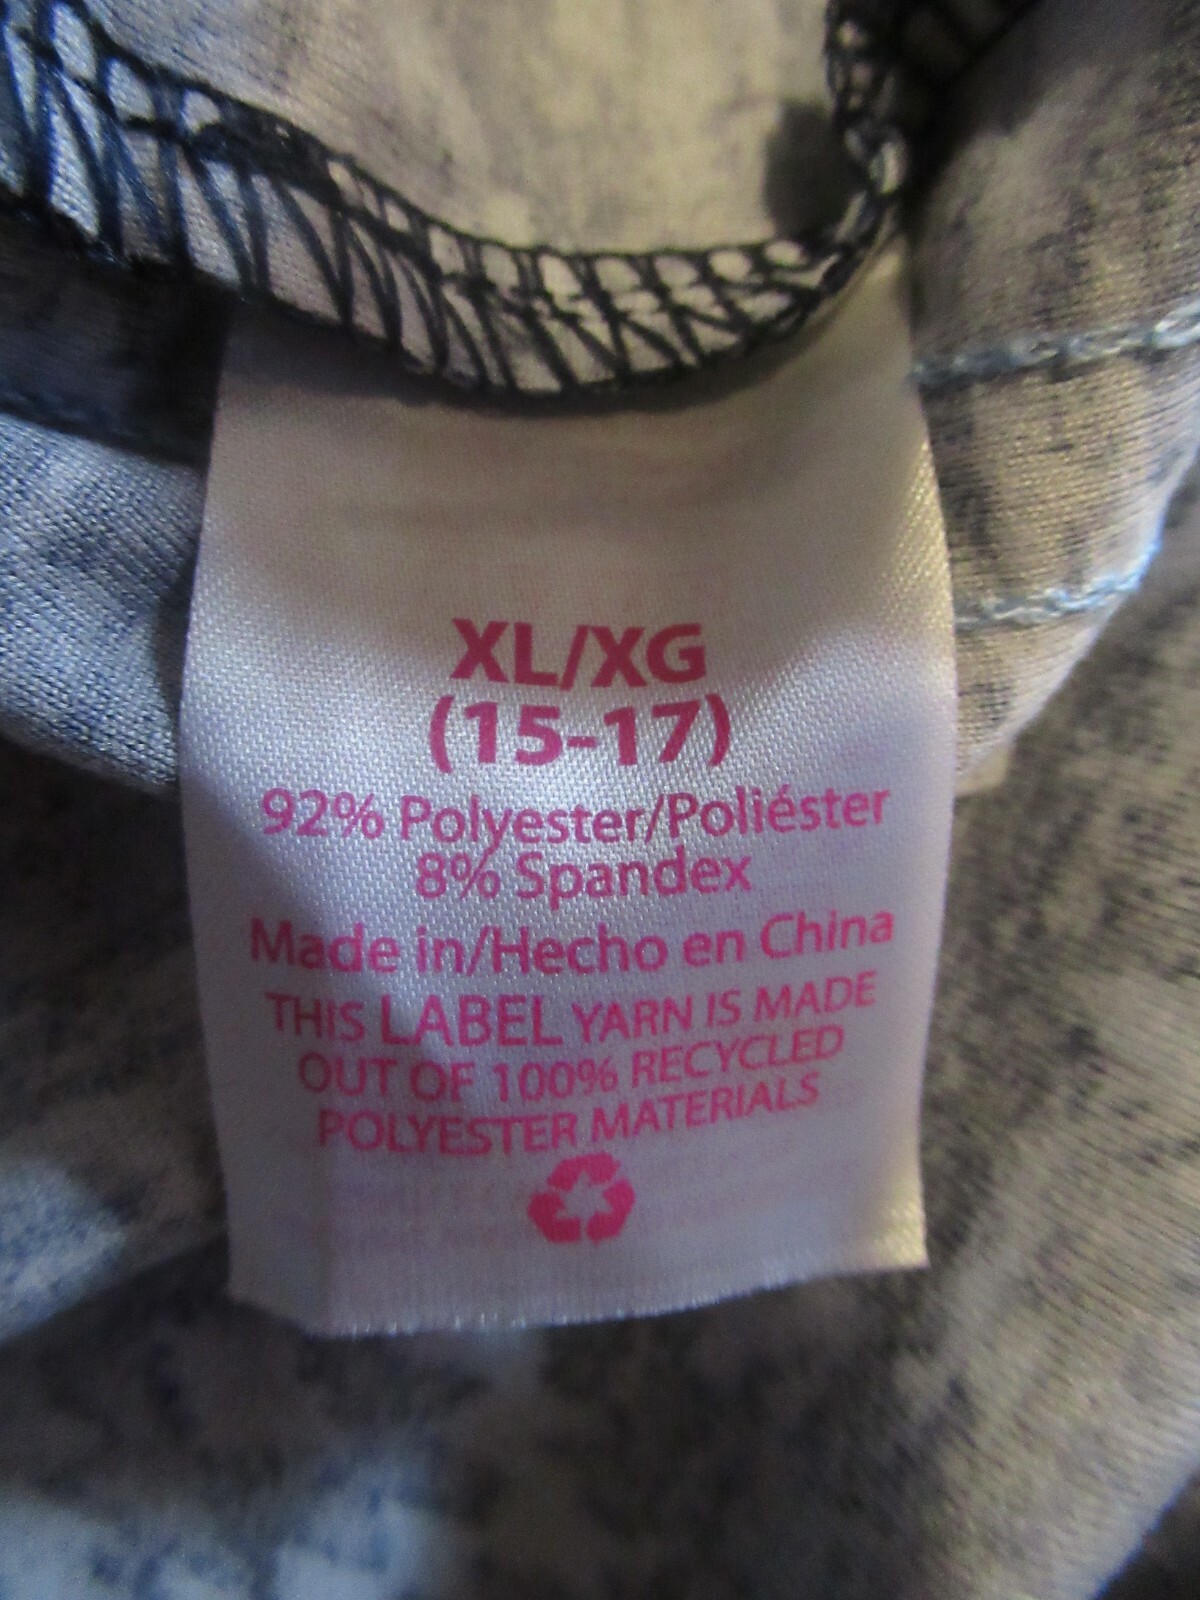 XL/XG
(15-17)
92% Polyester/Poliéster
8% Spandex
Made in/Hecho en China
THIS LABEL YARN IS MADE
OUT OF 100% RECYCLED
POLYESTER MATERIALS